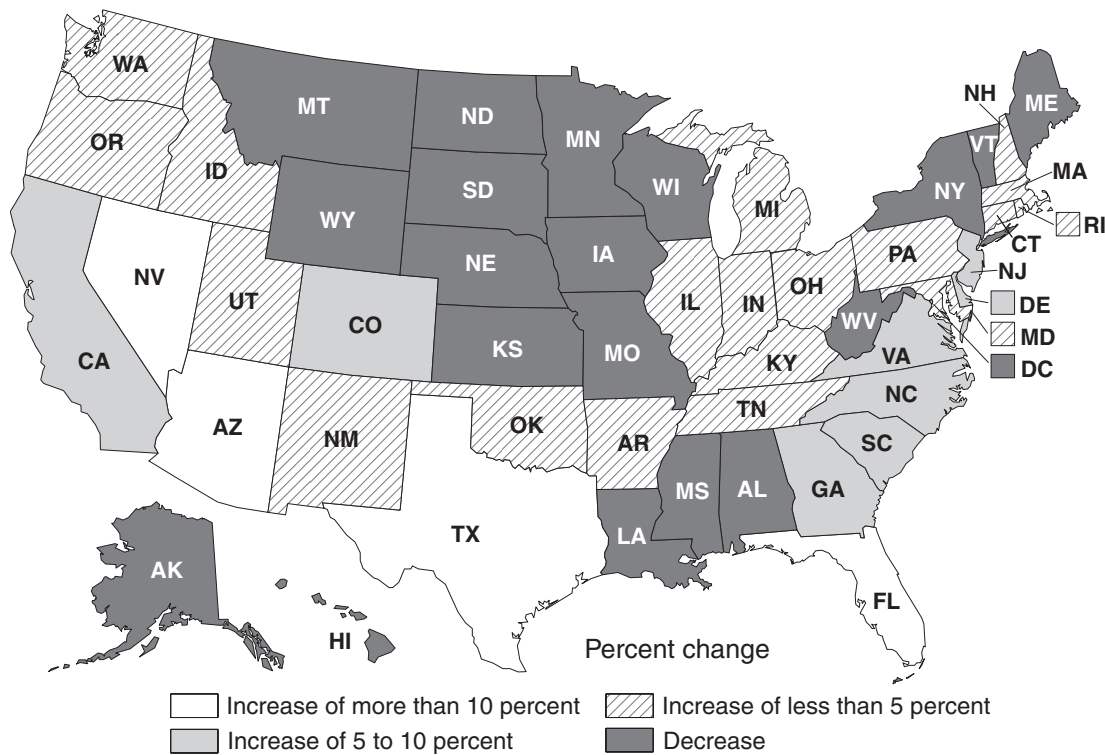 WA
MT
ND
MN
NH
ME
VT
OR
ID
SD
WI
NY
MA
WY
MI
RI
CT
IA
PA
NE
NJ
NV
UT
OH
IL
IN
DE
CO
WV
MD
CA
KS
MO
VA
KY
DC
NC
TN
AZ
NM
OK
AR
SC
MS
AL
GA
TX
LA
AK
FL
HI
Percent change
Increase of more than 10 percent
Increase of less than 5 percent
Increase of 5 to 10 percent
Decrease